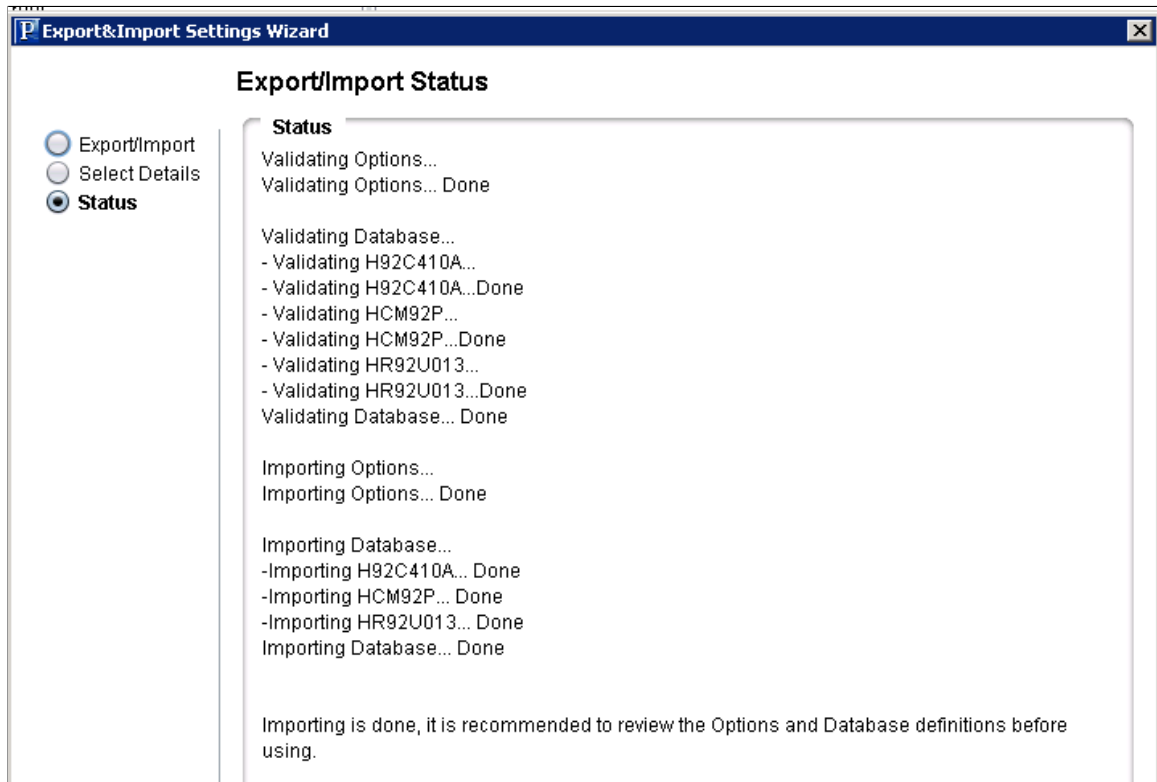 Export&Import Settings Wizard
Export/Import Status
Export/Import
Select Details
Status
Status
Validating Options...
Validating Options... Done
Validating Database...
- Validating H92C410A...
- Validating H92C410A...Done
- Validating HCM92P...
- Validating HCM92P...Done
- Validating HR92U013...
- Validating HR92U013...Done
Validating Database... Done
Importing Options...
Importing Options... Done
Importing Database...
-Importing H92C410A... Done
-Importing HCM92P... Done
-Importing HR92U013... Done
Importing Database... Done
Importing is done, it is recommended to review the Options and Database definitions before
using.